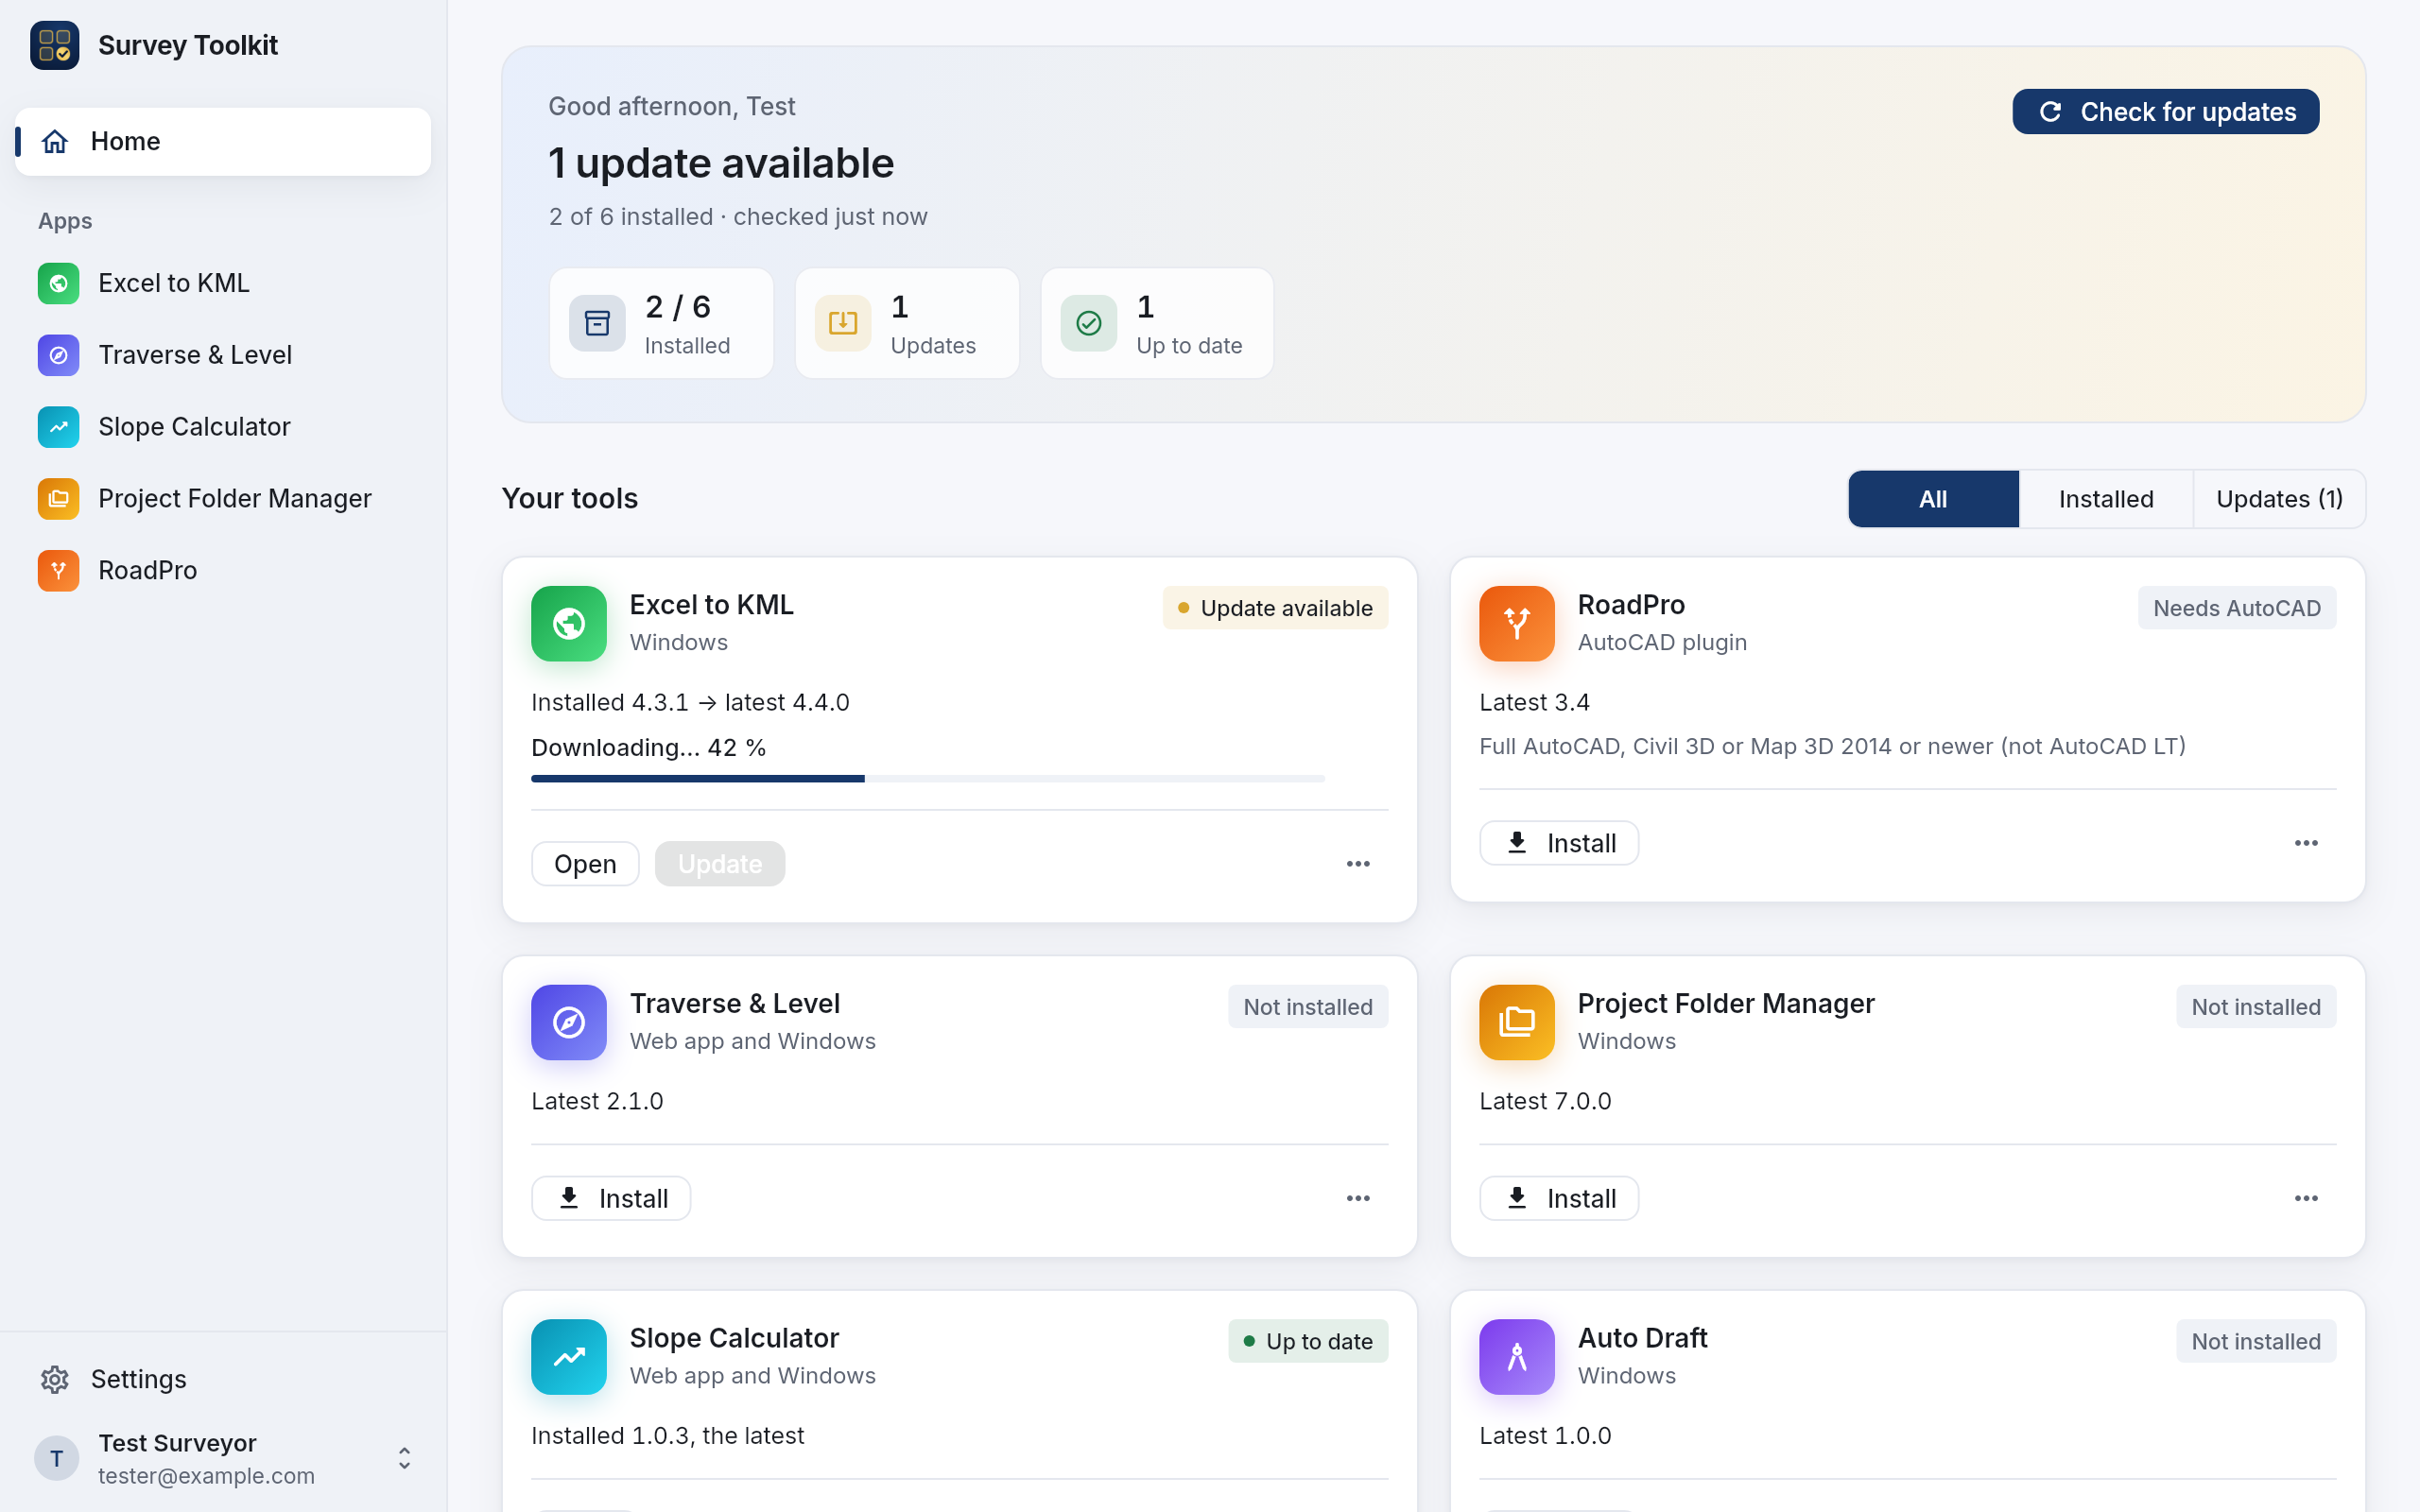 Survey Toolkit
Home
Apps
Excel to KML
Traverse & Level
Slope Calculator
Project Folder Manager
RoadPro
Settings
T
Test Surveyor
tester@example.com
Good afternoon, Test
1 update available
2 of 6 installed · checked just now
Check for updates
2 / 6
Installed
1
Updates
1
Up to date
Your tools
All
Installed
Updates (1)
Excel to KML
Windows
Update available
Installed 4.3.1 → latest 4.4.0
Downloading... 42 %
Open
Update
RoadPro
AutoCAD plugin
Needs AutoCAD
Latest 3.4
Full AutoCAD, Civil 3D or Map 3D 2014 or newer (not AutoCAD LT)
Install
Traverse & Level
Web app and Windows
Not installed
Latest 2.1.0
Install
Project Folder Manager
Windows
Not installed
Latest 7.0.0
Install
Slope Calculator
Web app and Windows
Up to date
Installed 1.0.3, the latest
Auto Draft
Windows
Not installed
Latest 1.0.0